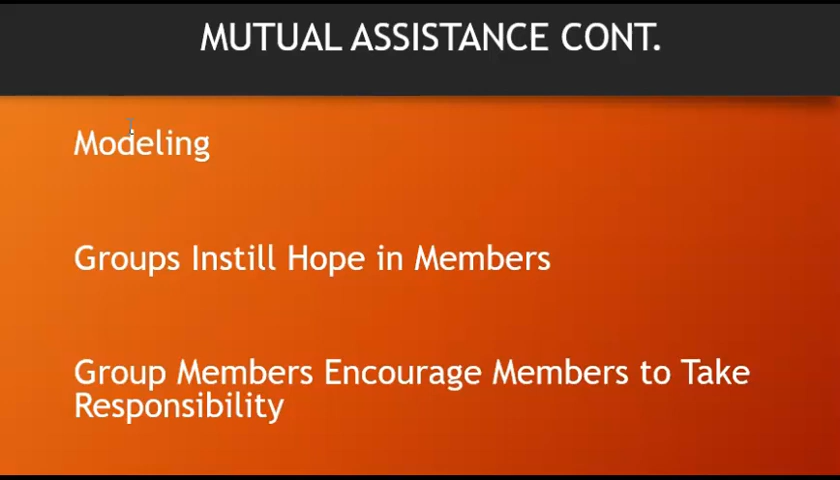 MUTUAL ASSISTANCE CONT.
Modeling
Groups Instill Hope in Members
Group Members Encourage Members to Take
Responsibility